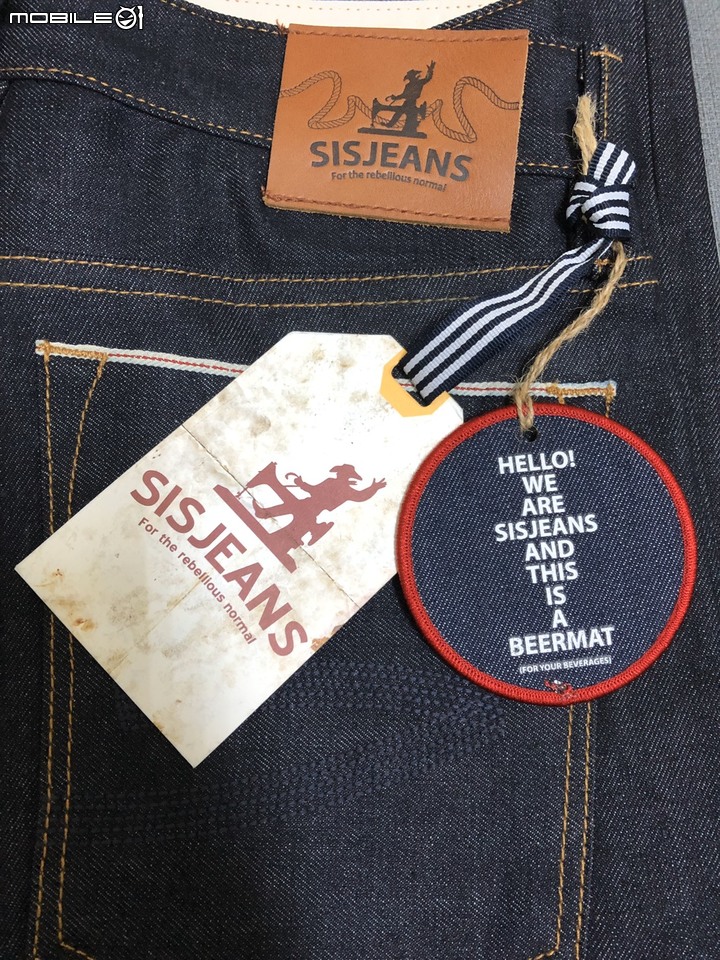 MOBILE01
SISJEANS
For the rebellious normal
SISJEANS
For the rebellious normal
HELLO!
WE
ARE
SISJEANS
AND
THIS
IS
A
BEERMAT
(FOR YOUR BEVERAGES)